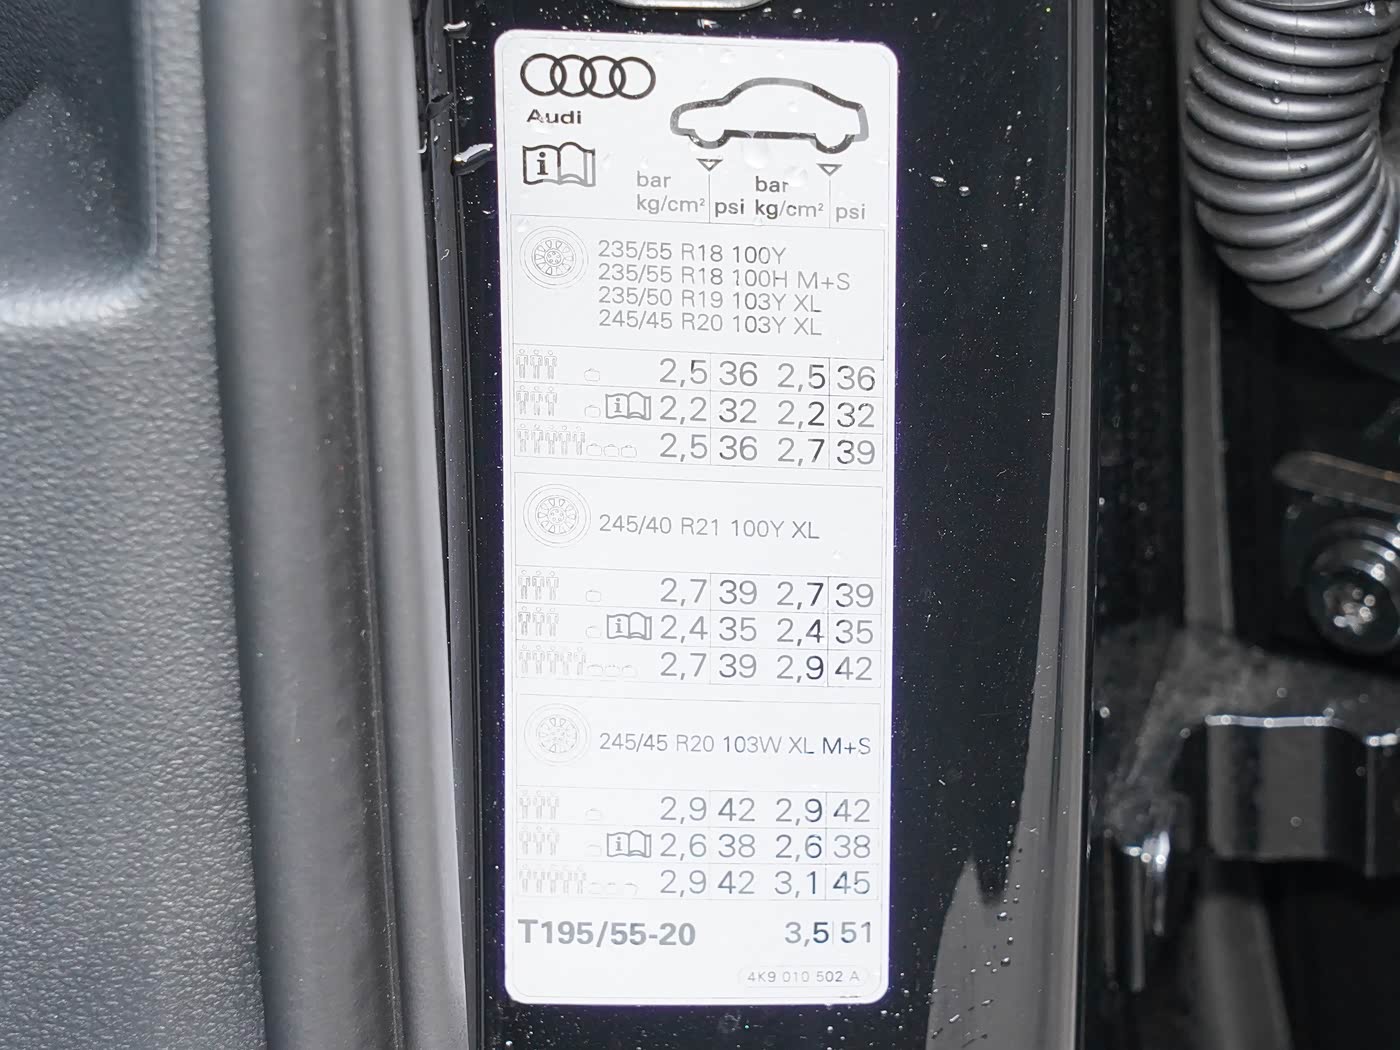 Audi
i
bar bar
kg/cm² psi kg/cm² psi
235/55 R18 100Y
235/55 R18 100H M+S
235/50 R19 103Y XL
245/45 R20 103Y XL
2,5 36 2,5 36
i 2,2 32 2,2 32
2,5 36 2,7 39
245/40 R21 100Y XL
2,7 39 2,7 39
i 2,4 35 2,4 35
2,7 39 2,9 42
245/45 R20 103W XL M+S
2,9 42 2,9 42
i 2,6 38 2,6 38
2,9 42 3,1 45
T195/55-20 3,5 51
4K9 010 502 A